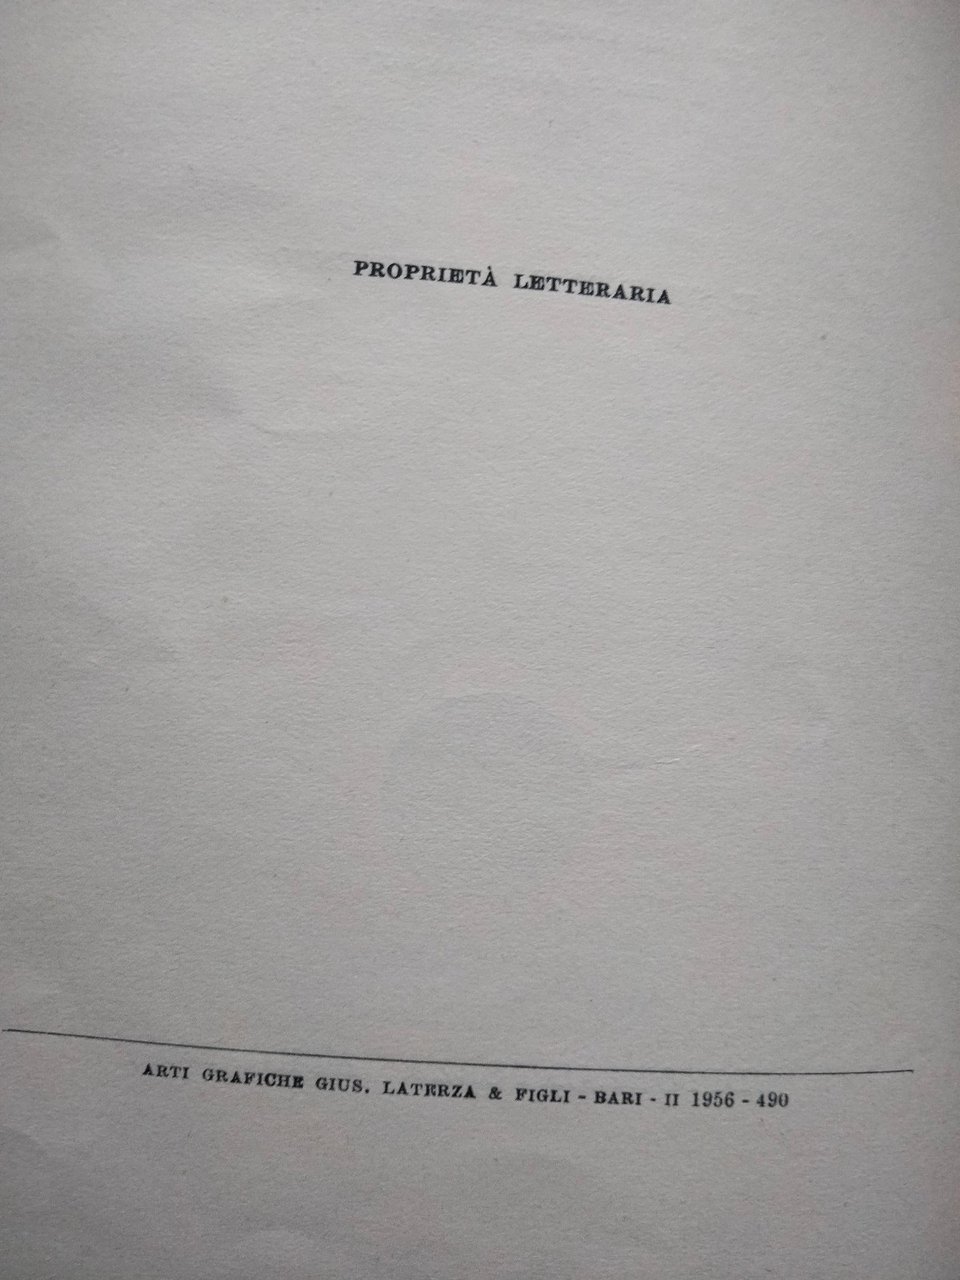 PROPRIETÀ LETTERARIA
ARTI GRAFICHE GIUS. LATERZA & FIGLI - BARI - II 1956 - 490